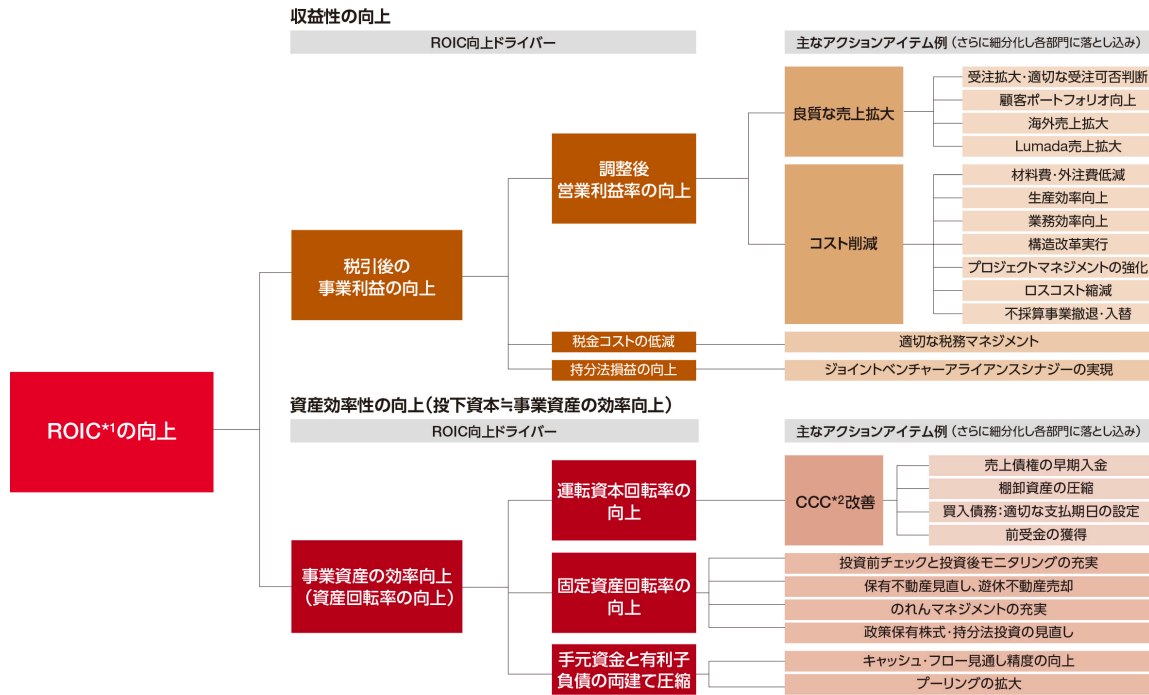 収益性の向上
ROIC向上ドライバー
主なアクションアイテム例（さらに細分化し各部門に落とし込み）
良質な売上拡大
受注拡大・適切な受注可否判断
顧客ポートフォリオ向上
海外売上拡大
Lumada売上拡大
調整後
営業利益率の向上
コスト削減
材料費・外注費低減
生産効率向上
業務効率向上
構造改革実行
プロジェクトマネジメントの強化
ロスコスト縮減
不採算事業撤退・入替
税引後の
事業利益の向上
税金コストの低減
適切な税務マネジメント
持分法損益の向上
ジョイントベンチャーアライアンスシナジーの実現
ROIC*1の向上
資産効率性の向上（投下資本≒事業資産の効率向上）
ROIC向上ドライバー
主なアクションアイテム例（さらに細分化し各部門に落とし込み）
運転資本回転率の
向上
CCC*2改善
売上債権の早期入金
棚卸資産の圧縮
買入債務：適切な支払期日の設定
前受金の獲得
事業資産の効率向上
（資産回転率の向上）
固定資産回転率の
向上
投資前チェックと投資後モニタリングの充実
保有不動産見直し、遊休不動産売却
のれんマネジメントの充実
政策保有株式・持分法投資の見直し
手元資金と有利子
負債の両建て圧縮
キャッシュ・フロー見通し精度の向上
プーリングの拡大